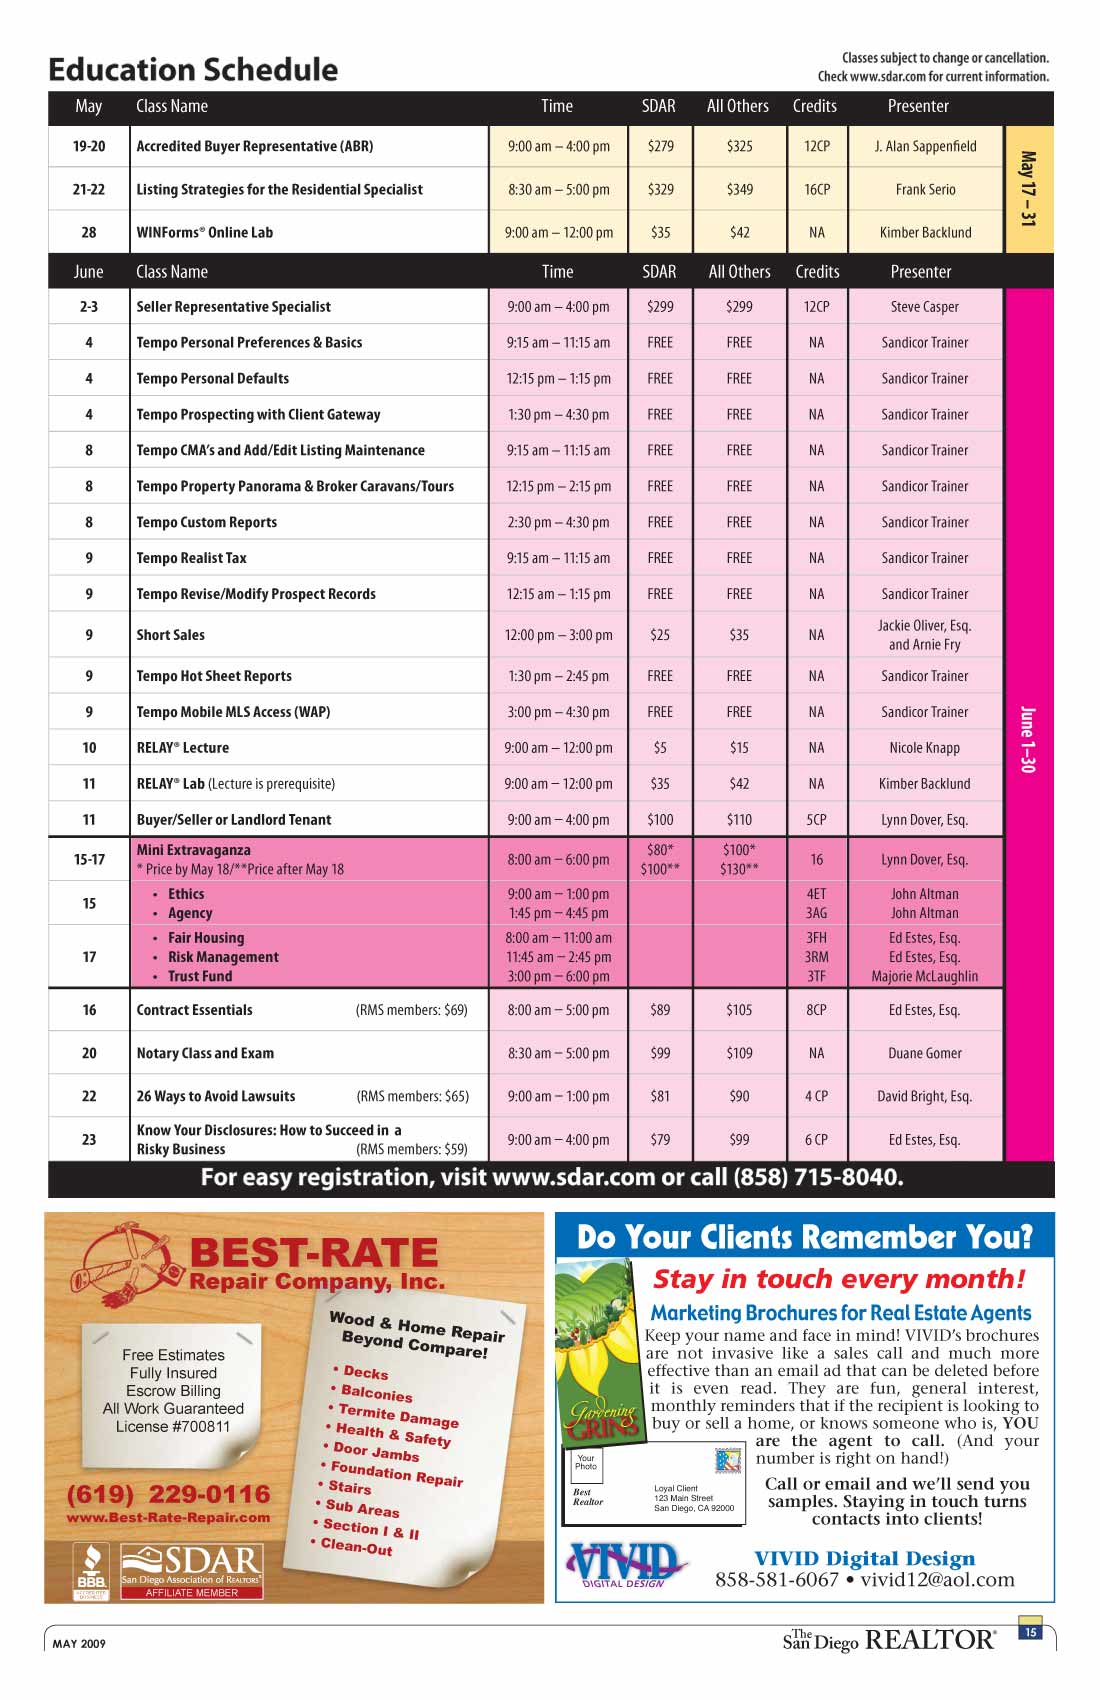 Education Schedule
Classes subject to change or cancellation.
Check www.sdar.com for current information.
May Class Name Time SDAR All Others Credits Presenter
19-20 Accredited Buyer Representative (ABR) 9:00 am – 4:00 pm $279 $325 12CP J. Alan Sappenfield
21-22 Listing Strategies for the Residential Specialist 8:30 am – 5:00 pm $329 $349 16CP Frank Serio
28 WINForms® Online Lab 9:00 am – 12:00 pm $35 $42 NA Kimber Backlund
May 17 – 31
June Class Name Time SDAR All Others Credits Presenter
2-3 Seller Representative Specialist 9:00 am – 4:00 pm $299 $299 12CP Steve Casper
4 Tempo Personal Preferences & Basics 9:15 am – 11:15 am FREE FREE NA Sandicor Trainer
4 Tempo Personal Defaults 12:15 pm – 1:15 pm FREE FREE NA Sandicor Trainer
4 Tempo Prospecting with Client Gateway 1:30 pm – 4:30 pm FREE FREE NA Sandicor Trainer
8 Tempo CMA's and Add/Edit Listing Maintenance 9:15 am – 11:15 am FREE FREE NA Sandicor Trainer
8 Tempo Property Panorama & Broker Caravans/Tours 12:15 pm – 2:15 pm FREE FREE NA Sandicor Trainer
8 Tempo Custom Reports 2:30 pm – 4:30 pm FREE FREE NA Sandicor Trainer
9 Tempo Realist Tax 9:15 am – 11:15 am FREE FREE NA Sandicor Trainer
9 Tempo Revise/Modify Prospect Records 12:15 am – 1:15 pm FREE FREE NA Sandicor Trainer
9 Short Sales 12:00 pm – 3:00 pm $25 $35 NA Jackie Oliver, Esq.
and Arnie Fry
9 Tempo Hot Sheet Reports 1:30 pm – 2:45 pm FREE FREE NA Sandicor Trainer
9 Tempo Mobile MLS Access (WAP) 3:00 pm – 4:30 pm FREE FREE NA Sandicor Trainer
10 RELAY® Lecture 9:00 am – 12:00 pm $5 $15 NA Nicole Knapp
11 RELAY® Lab (Lecture is prerequisite) 9:00 am – 12:00 pm $35 $42 NA Kimber Backlund
11 Buyer/Seller or Landlord Tenant 9:00 am – 4:00 pm $100 $110 5CP Lynn Dover, Esq.
15-17 Mini Extravaganza 8:00 am – 6:00 pm $80* $100* 16 Lynn Dover, Esq.
* Price by May 18/**Price after May 18 $100** $130**
15 • Ethics 9:00 am – 1:00 pm 4ET John Altman
• Agency 1:45 pm – 4:45 pm 3AG John Altman
17 • Fair Housing 8:00 am – 11:00 am 3FH Ed Estes, Esq.
• Risk Management 11:45 am – 2:45 pm 3RM Ed Estes, Esq.
• Trust Fund 3:00 pm – 6:00 pm 3TF Majorie McLaughlin
16 Contract Essentials (RMS members: $69) 8:00 am – 5:00 pm $89 $105 8CP Ed Estes, Esq.
20 Notary Class and Exam 8:30 am – 5:00 pm $99 $109 NA Duane Gomer
22 26 Ways to Avoid Lawsuits (RMS members: $65) 9:00 am – 1:00 pm $81 $90 4 CP David Bright, Esq.
23 Know Your Disclosures: How to Succeed in a
Risky Business (RMS members: $59) 9:00 am – 4:00 pm $79 $99 6 CP Ed Estes, Esq.
June 1–30
For easy registration, visit www.sdar.com or call (858) 715-8040.
BEST-RATE
Repair Company, Inc.
Free Estimates
Fully Insured
Escrow Billing
All Work Guaranteed
License #700811
Wood & Home Repair
Beyond Compare!
• Decks
• Balconies
• Termite Damage
• Health & Safety
• Door Jambs
• Foundation Repair
• Stairs
• Sub Areas
• Section I & II
• Clean-Out
(619) 229-0116
www.Best-Rate-Repair.com
BBB
ACCREDITED
BUSINESS
SDAR
San Diego Association of REALTORS®
AFFILIATE MEMBER
Do Your Clients Remember You?
Stay in touch every month!
Marketing Brochures for Real Estate Agents
Keep your name and face in mind! VIVID's brochures
are not invasive like a sales call and much more
effective than an email ad that can be deleted before
it is even read. They are fun, general interest,
monthly reminders that if the recipient is looking to
buy or sell a home, or knows someone who is, YOU
are the agent to call. (And your
number is right on hand!)
Call or email and we'll send you
samples. Staying in touch turns
contacts into clients!
Gardening
GRINS
Your
Photo
Best
Realtor
Loyal Client
123 Main Street
San Diego, CA 92000
VIVID
DIGITAL DESIGN
VIVID Digital Design
858-581-6067 • vivid12@aol.com
MAY 2009
The San Diego REALTOR® 15